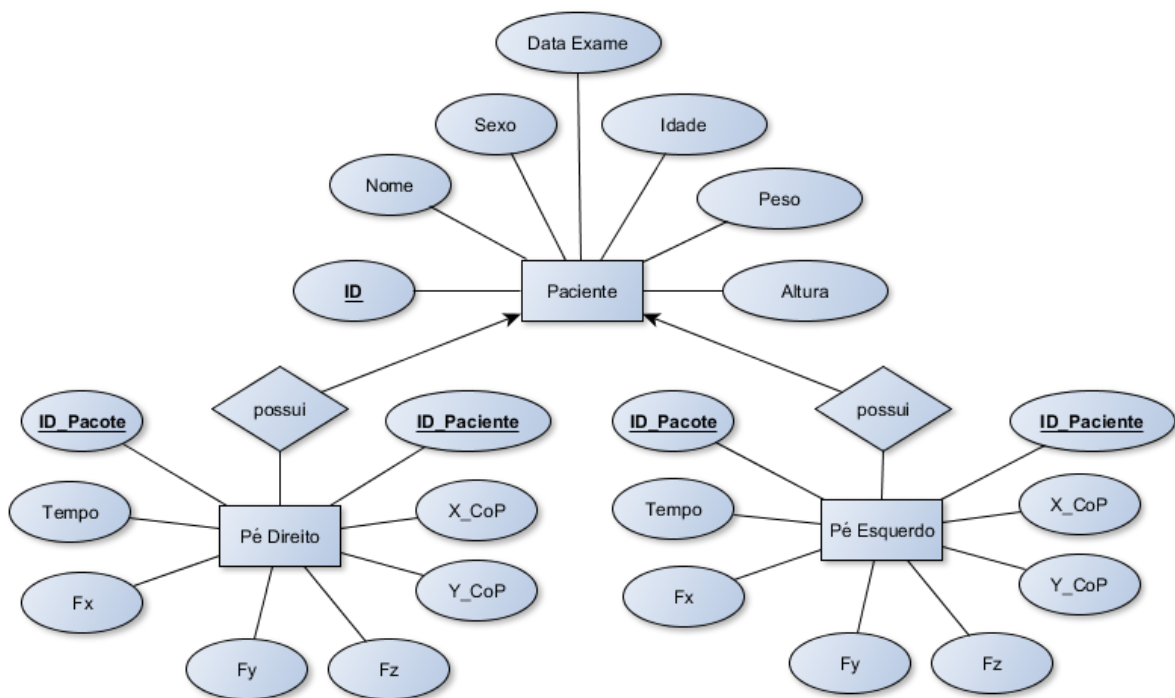 Data Exame
Sexo
Idade
Nome
Peso
ID
Paciente
Altura
possui
ID_Pacote
ID_Paciente
Tempo
X_CoP
Pé Direito
Fx
Y_CoP
Fy
Fz
possui
ID_Pacote
ID_Paciente
Tempo
X_CoP
Pé Esquerdo
Fx
Y_CoP
Fy
Fz